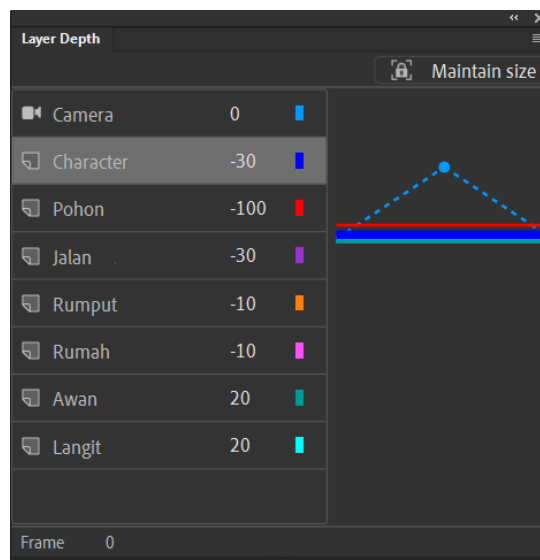 Layer Depth
Maintain size
Camera 0
Character -30
Pohon -100
Jalan -30
Rumput -10
Rumah -10
Awan 20
Langit 20
Frame 0